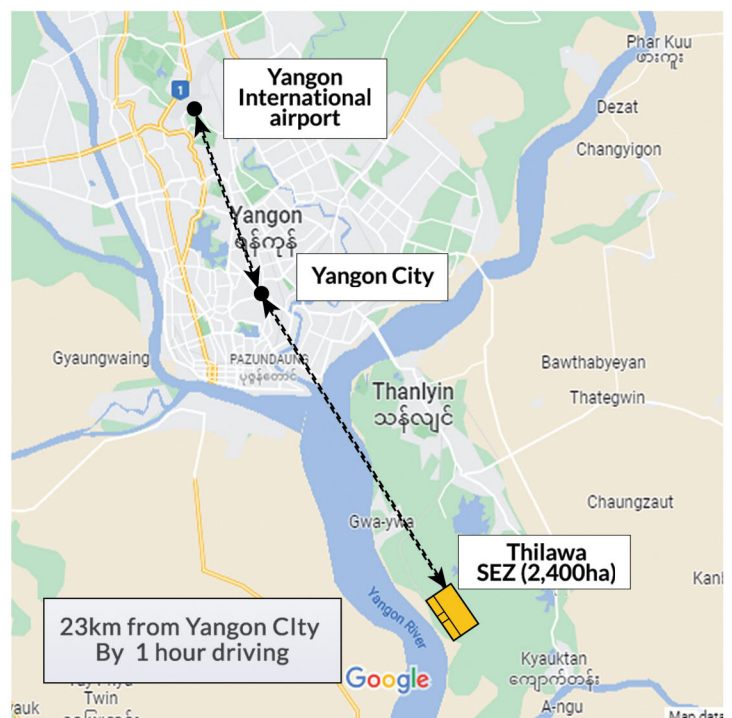 Phar Kuu
ဖားကူး
Yangon
International
airport
1
Dezat
Changyigon
Yangon
ရန်ကုန်
Yangon City
Gyaungwaing
PAZUNDAUNG
ပုဇွန်တောင်
Bawthabyeyan
Thanlyin
သန်လျင်
Thategwin
Chaungzaut
Gwa-ywa
Thilawa
SEZ (2,400ha)
23km from Yangon CIty
By 1 hour driving
Yangon River
Kyauktan
ကျောက်တန်း
Google
Twin
A-ngu
Map data